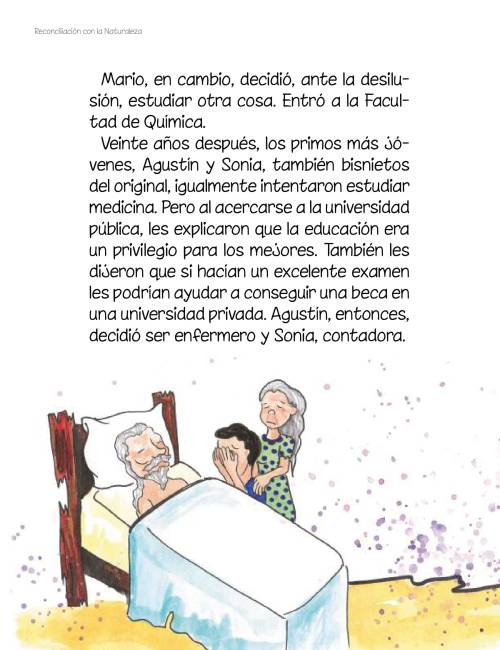 Reconciliación con la Naturaleza
Mario, en cambio, decidió, ante la desilu-
sión, estudiar otra cosa. Entró a la Facul-
tad de Química.
Veinte años después, los primos más jó-
venes, Agustín y Sonia, también bisnietos
del original, igualmente intentaron estudiar
medicina. Pero al acercarse a la universidad
pública, les explicaron que la educación era
un privilegio para los mejores. También les
dijeron que si hacían un excelente examen
les podrían ayudar a conseguir una beca en
una universidad privada. Agustín, entonces,
decidió ser enfermero y Sonia, contadora.